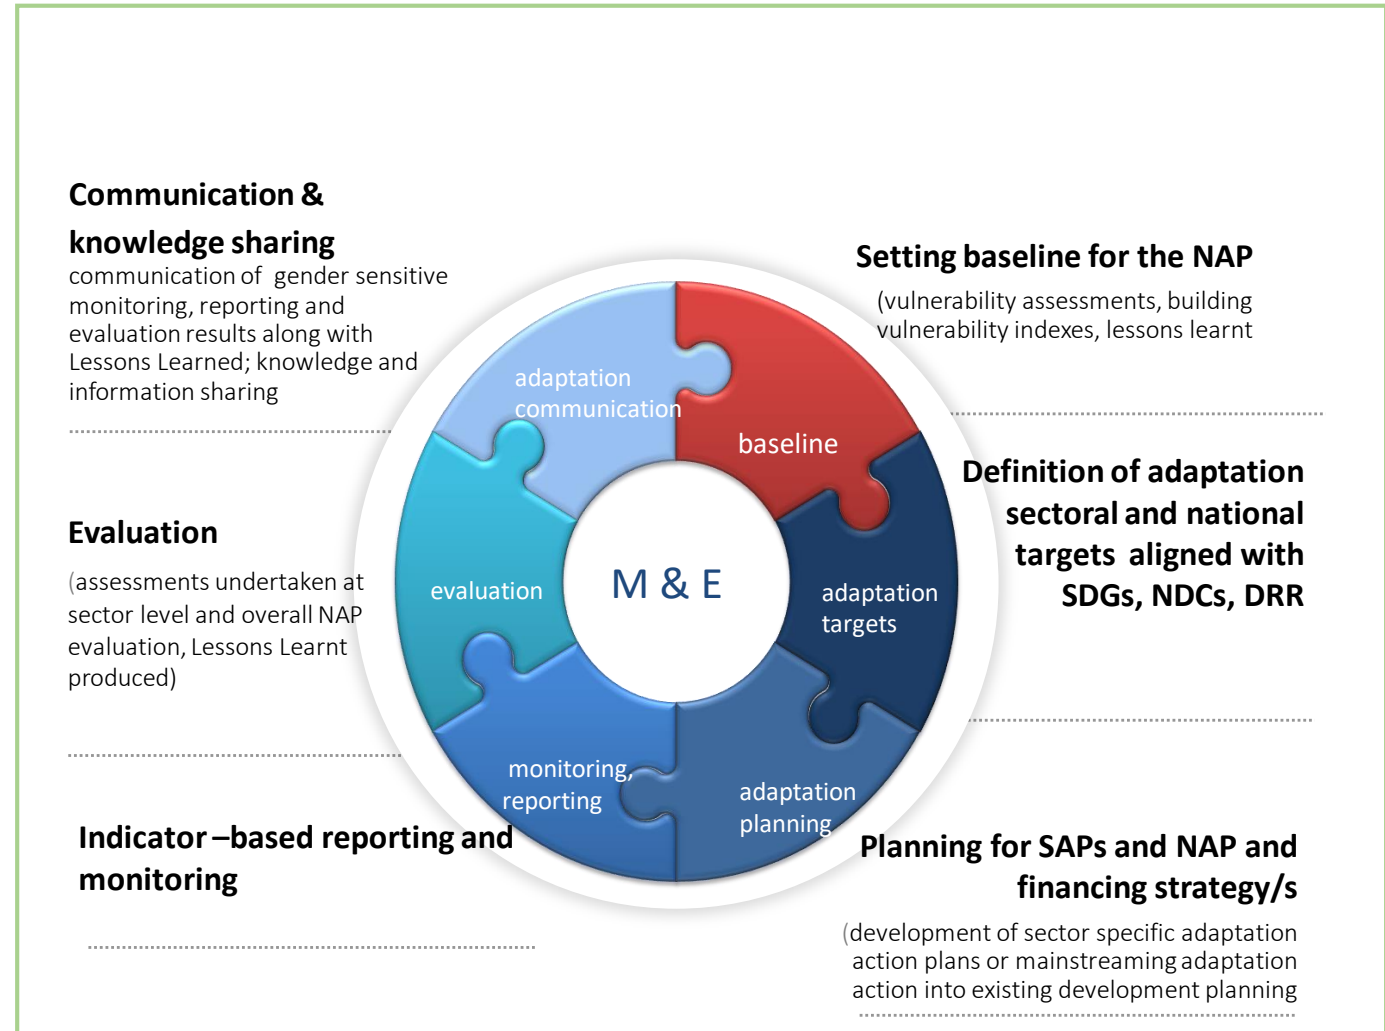 Communication &
knowledge sharing
communication of  gender sensitive
monitoring, reporting and
evaluation results along with
Lessons Learned; knowledge and
information sharing
Setting baseline for the NAP
(vulnerability assessments, building
vulnerability indexes, lessons learnt
adaptation
communication
baseline
Definition of adaptation
sectoral and national
targets  aligned with
SDGs, NDCs, DRR
Evaluation
(assessments undertaken at
sector level and overall NAP
evaluation, Lessons Learnt
produced)
evaluation
M & E
adaptation
targets
monitoring,
reporting
adaptation
planning
Indicator –based reporting and
monitoring
Planning for SAPs and NAP and
financing strategy/s
(development of sector specific adaptation
action plans or mainstreaming adaptation
action into existing development planning